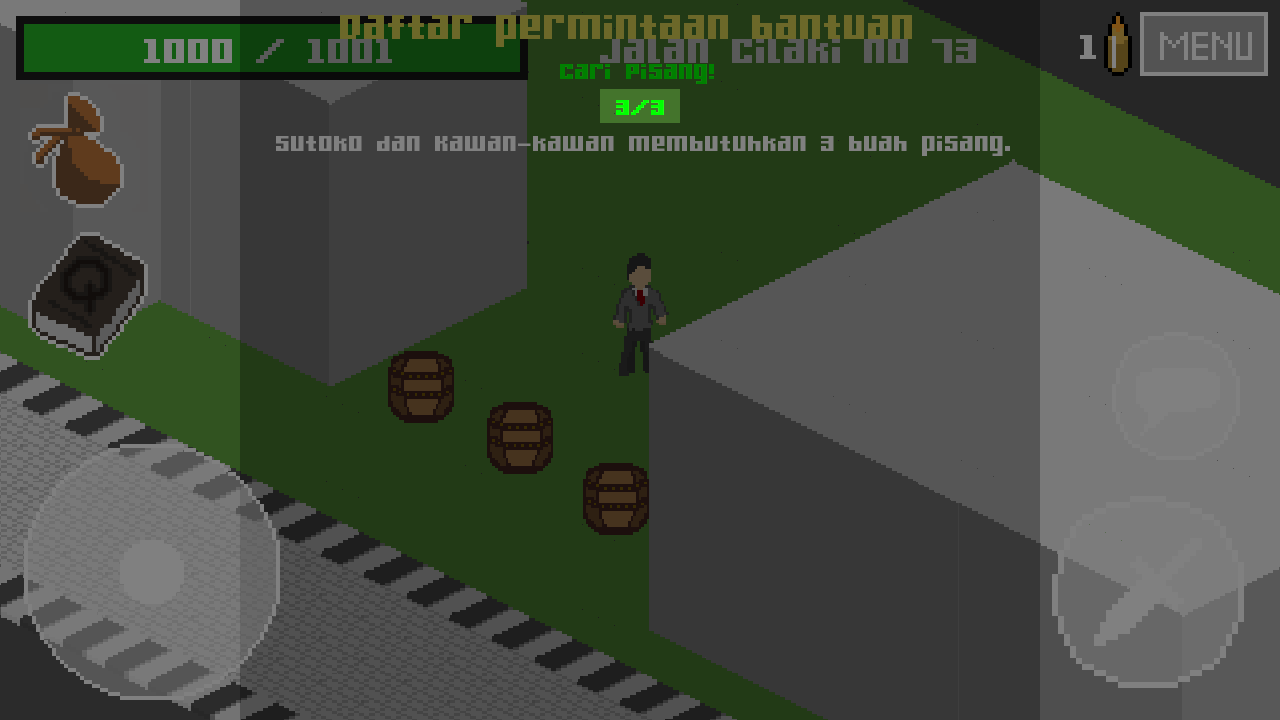 Daftar permintaan bantuan
1000 / 1001
Jalan Cilaki no 73
1
MENU
Cari Pisang!
3/3
Sutoko dan kawan-kawan membutuhkan 3 buah pisang.